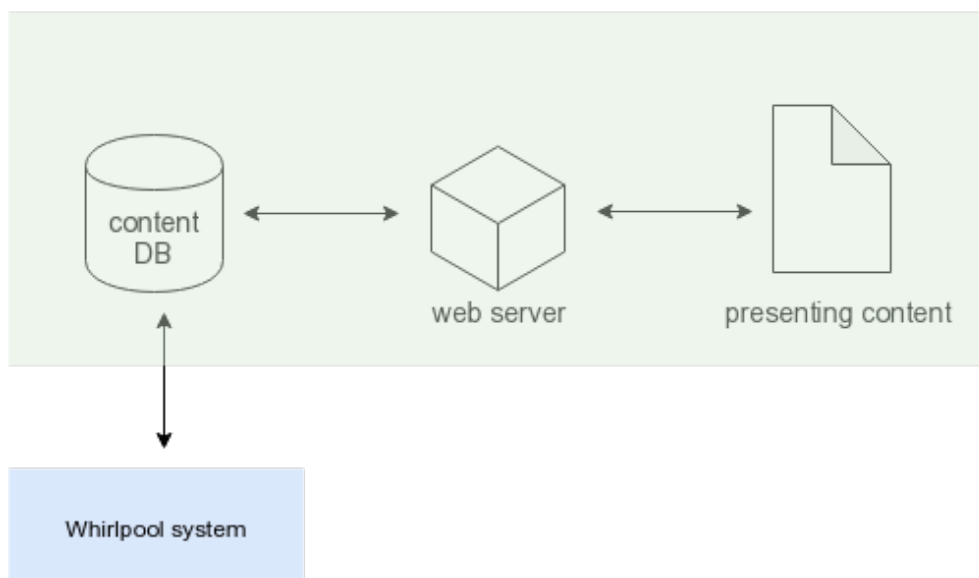 content
DB
web server
presenting content
Whirlpool system